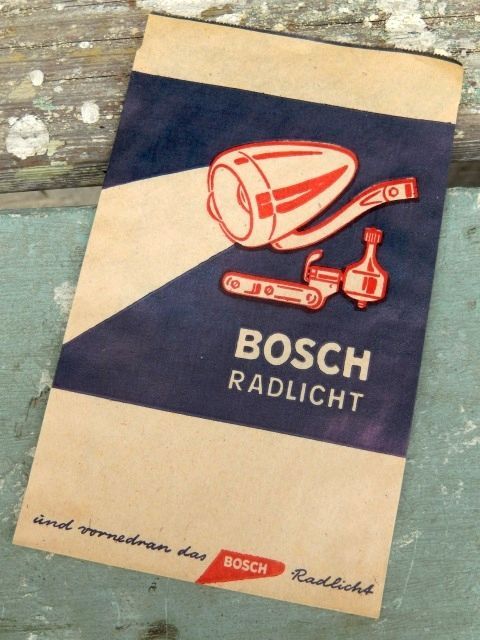 BOSCH
RADLICHT
und vornedran das BOSCH Radlicht